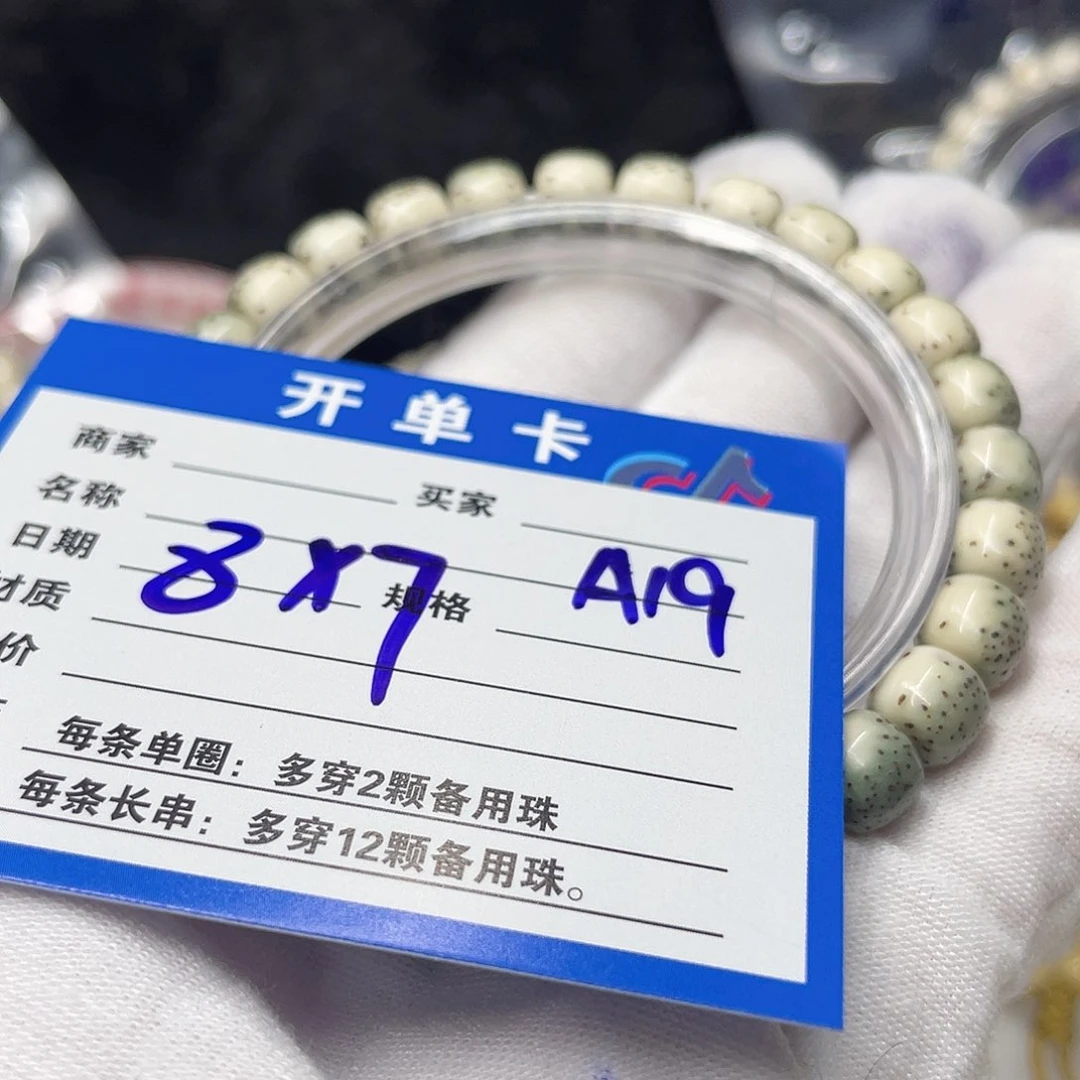 开单卡
商家 买家
名称
日期 8X7 规格 A19
材质
价
每条单圈：多穿2颗备用珠
每条长串：多穿12颗备用珠。